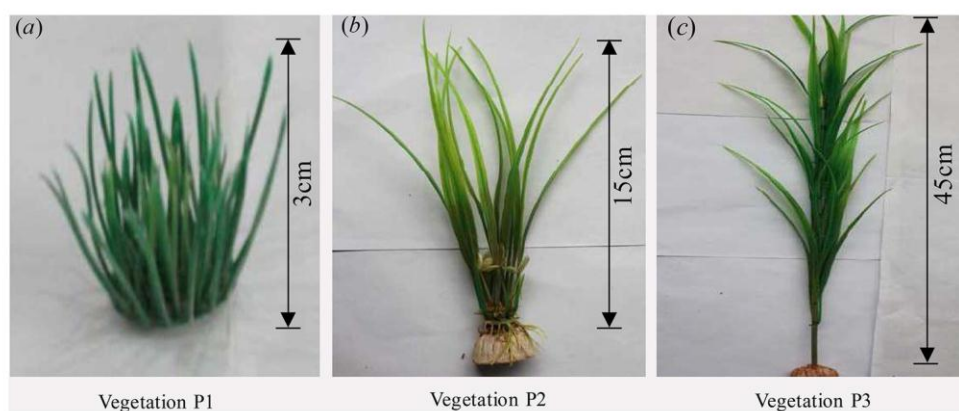 (a)
3cm
Vegetation P1
(b)
15cm
Vegetation P2
(c)
45cm
Vegetation P3